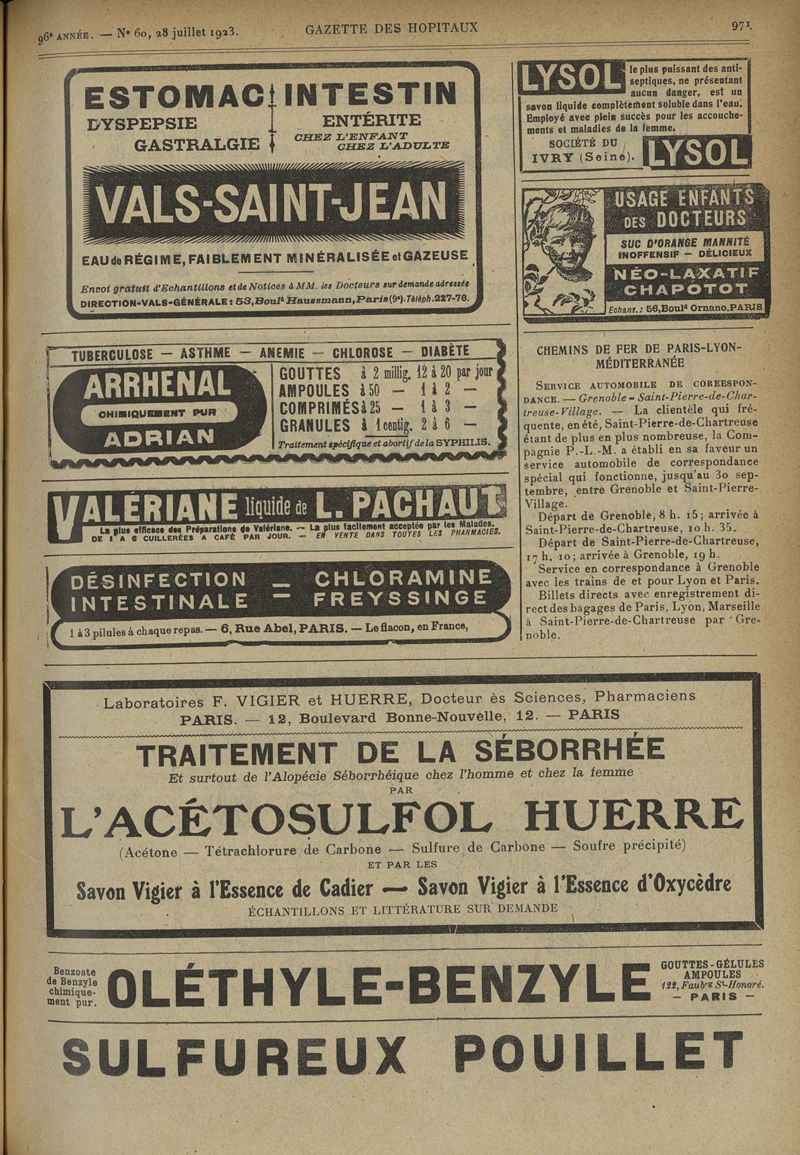 96e ANNÉE. — N° 60, 28 juillet 1923.
GAZETTE DES HOPITAUX
971.
ESTOMAC
DYSPEPSIE
GASTRALGIE
INTESTIN
ENTÉRITE
CHEZ L'ENFANT
CHEZ L'ADULTE
VALS-SAINT-JEAN
EAU de RÉGIME, FAIBLEMENT MINÉRALISÉE et GAZEUSE
Envoi gratuit d'Echantillons et de Notices à MM. les Docteurs sur demande adressée
DIRECTION-VALS-GÉNÉRALE : 53, Boulᵈ Haussmann, Paris (9ᵉ). Téléph. 227-78.
TUBERCULOSE — ASTHME — ANEMIE — CHLOROSE — DIABÈTE
ARRHENAL
CHIMIQUEMENT PUR
ADRIAN
GOUTTES à 2 millig. 12 à 20 par jour
AMPOULES à 50 — 1 à 2 —
COMPRIMÉS à 25 — 1 à 3 —
GRANULES à 1 centig. 2 à 6 —
Traitement spécifique et abortif de la SYPHILIS.
VALÉRIANE liquide de L. PACHAUT
La plus efficace des Préparations de Valériane. — La plus facilement acceptée par les Malades.
DE 1 A 6 CUILLERÉES A CAFÉ PAR JOUR. — EN VENTE DANS TOUTES LES PHARMACIES.
DÉSINFECTION — CHLORAMINE
INTESTINALE — FREYSSINGE
1 à 3 pilules à chaque repas. — 6, Rue Abel, PARIS. — Le flacon, en France,
LYSOL
le plus puissant des anti-
septiques, ne présentant
aucun danger, est un
savon liquide complètement soluble dans l'eau.
Employé avec plein succès pour les accouche-
ments et maladies de la femme.
SOCIÉTÉ DU
IVRY (Seine).
LYSOL
USAGE ENFANTS
DES DOCTEURS
SUC D'ORANGE MANNITÉ
INOFFENSIF — DÉLICIEUX
NÉO-LAXATIF
CHAPOTOT
Echant.: 56, Boulᵈ Ornano, PARIS
CHEMINS DE FER DE PARIS-LYON-
MÉDITERRANÉE
SERVICE AUTOMOBILE DE CORRESPON-
DANCE. — Grenoble - Saint-Pierre-de-Char-
treuse-Village. — La clientèle qui fré-
quente, en été, Saint-Pierre-de-Chartreuse
étant de plus en plus nombreuse, la Com-
pagnie P.-L.-M. a établi en sa faveur un
service automobile de correspondance
spécial qui fonctionne, jusqu'au 30 sep-
tembre, entre Grenoble et Saint-Pierre-
Village.
Départ de Grenoble, 8 h. 15; arrivée à
Saint-Pierre-de-Chartreuse, 10 h. 35.
Départ de Saint-Pierre-de-Chartreuse,
17 h. 10; arrivée à Grenoble, 19 h.
Service en correspondance à Grenoble
avec les trains de et pour Lyon et Paris.
Billets directs avec enregistrement di-
rect des bagages de Paris, Lyon, Marseille
à Saint-Pierre-de-Chartreuse par Gre-
noble.
Laboratoires F. VIGIER et HUERRE, Docteur ès Sciences, Pharmaciens
PARIS. — 12, Boulevard Bonne-Nouvelle, 12. — PARIS
TRAITEMENT DE LA SÉBORRHÉE
Et surtout de l'Alopécie Séborrhéique chez l'homme et chez la femme
PAR
L'ACÉTOSULFOL HUERRE
(Acétone — Tétrachlorure de Carbone — Sulfure de Carbone — Soufre précipité)
ET PAR LES
Savon Vigier à l'Essence de Cadier — Savon Vigier à l'Essence d'Oxycèdre
ÉCHANTILLONS ET LITTÉRATURE SUR DEMANDE
Benzoate
de Benzyle
chimique-
ment pur.
OLÉTHYLE-BENZYLE
GOUTTES - GÉLULES
AMPOULES
122, Faubʳᵍ Sᵗ-Honoré.
— PARIS —
SULFUREUX POUILLET